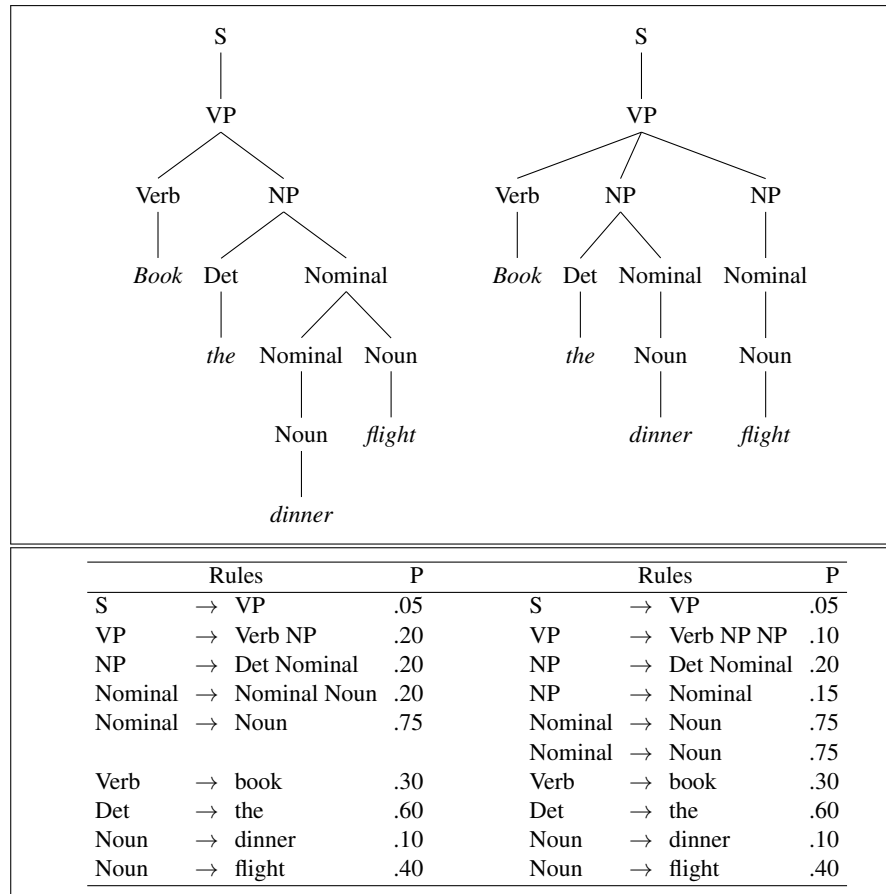 S S
VP VP
Verb NP Verb NP NP
Book Det Nominal Book Det Nominal Nominal
the Nominal Noun the Noun Noun
Noun flight dinner flight
dinner
Rules P Rules P
S → VP .05 S → VP .05
VP → Verb NP .20 VP → Verb NP NP .10
NP → Det Nominal .20 NP → Det Nominal .20
Nominal → Nominal Noun .20 NP → Nominal .15
Nominal → Noun .75 Nominal → Noun .75
Nominal → Noun .75
Verb → book .30 Verb → book .30
Det → the .60 Det → the .60
Noun → dinner .10 Noun → dinner .10
Noun → flight .40 Noun → flight .40